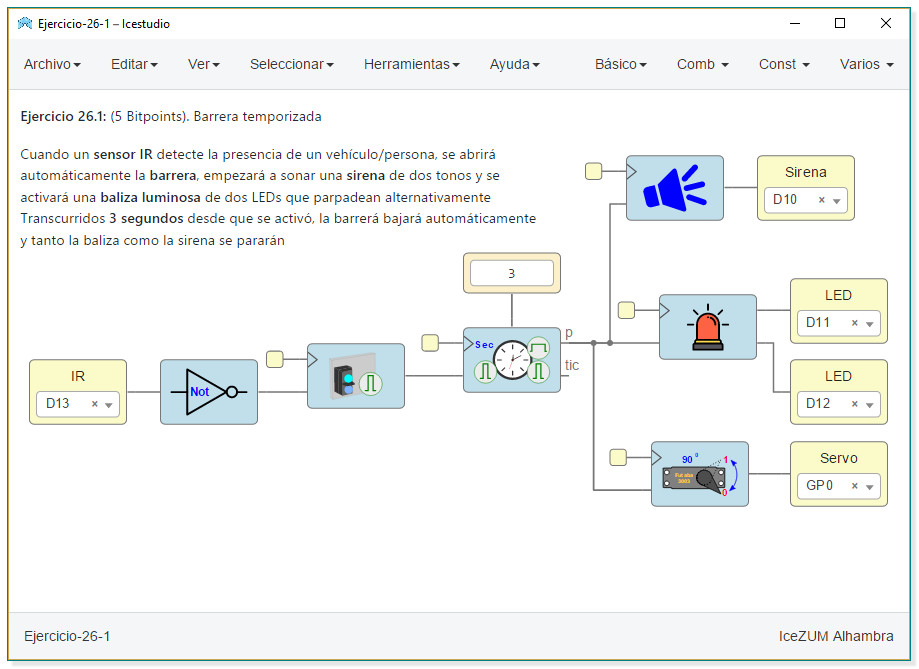 Ejercicio-26-1 – Icestudio
Archivo Editar Ver Seleccionar Herramientas Ayuda Básico Comb Const Varios
Ejercicio 26.1: (5 Bitpoints). Barrera temporizada
Cuando un sensor IR detecte la presencia de un vehículo/persona, se abrirá
automáticamente la barrera, empezará a sonar una sirena de dos tonos y se
activará una baliza luminosa de dos LEDs que parpadean alternativamente
Transcurridos 3 segundos desde que se activó, la barrerá bajará automáticamente
y tanto la baliza como la sirena se pararán
Sirena
D10
3
LED
D11
p
Sec
tic
IR
D13
Not
LED
D12
Servo
GP0
90 º
1
Futaba
3003
0
Ejercicio-26-1
IceZUM Alhambra